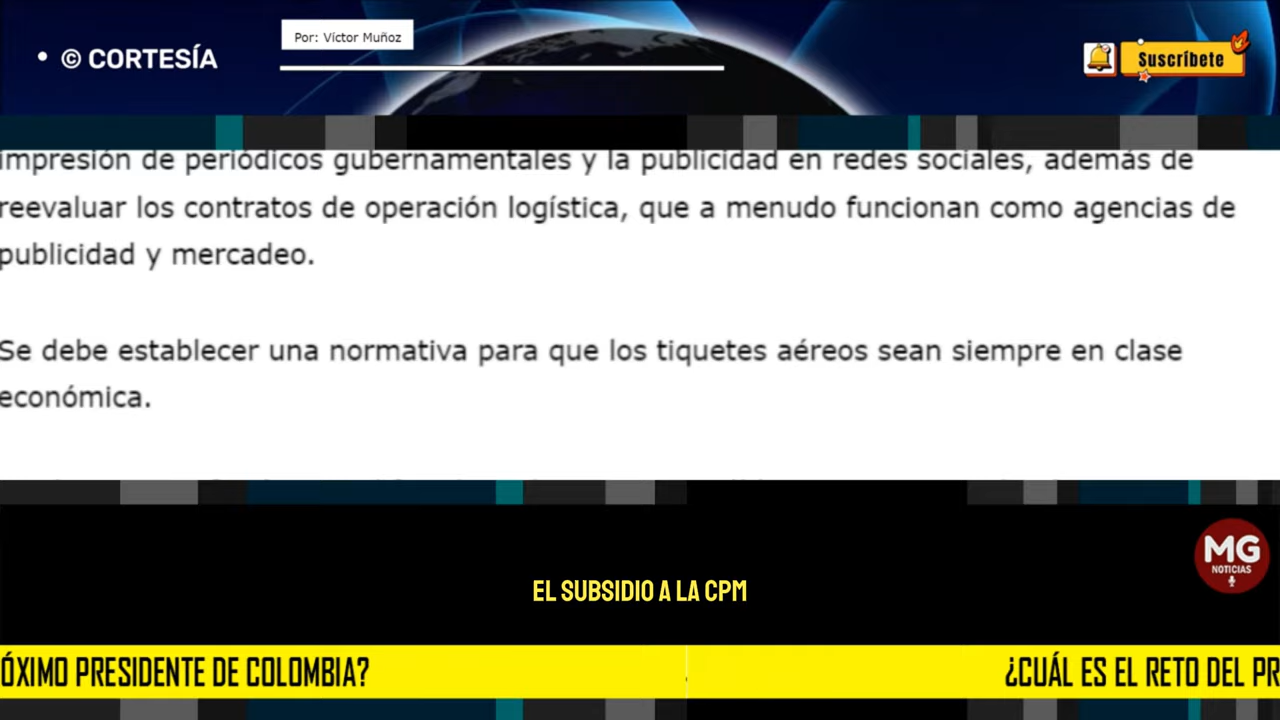 • © CORTESÍA
Por: Víctor Muñoz
Suscríbete
impresión de periódicos gubernamentales y la publicidad en redes sociales, además de
reevaluar los contratos de operación logística, que a menudo funcionan como agencias de
publicidad y mercadeo.
Se debe establecer una normativa para que los tiquetes aéreos sean siempre en clase
económica.
MG
NOTICIAS
EL SUBSIDIO A LA CPM
ÓXIMO PRESIDENTE DE COLOMBIA?
¿CUÁL ES EL RETO DEL PR